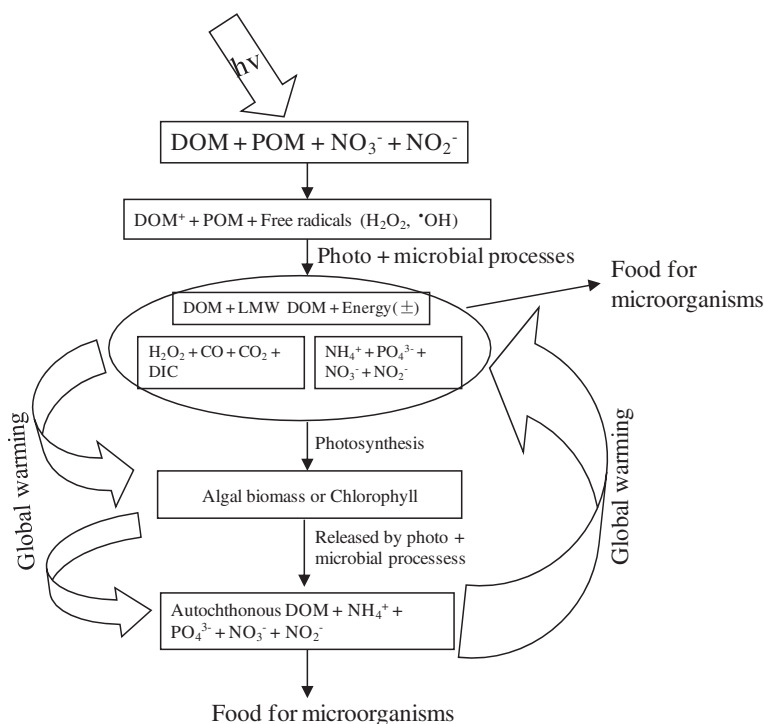 hν
DOM + POM + NO₃⁻ + NO₂⁻
DOM⁺ + POM + Free radicals (H₂O₂, •OH)
Photo + microbial processes
Food for
microorganisms
DOM + LMW DOM + Energy(±)
H₂O₂ + CO + CO₂ +
DIC
NH₄⁺ + PO₄³⁻ +
NO₃⁻ + NO₂⁻
Global warming
Global warming
Photosynthesis
Algal biomass or Chlorophyll
Released by photo +
microbial processess
Autochthonous DOM + NH₄⁺ +
PO₄³⁻ + NO₃⁻ + NO₂⁻
Food for microorganisms